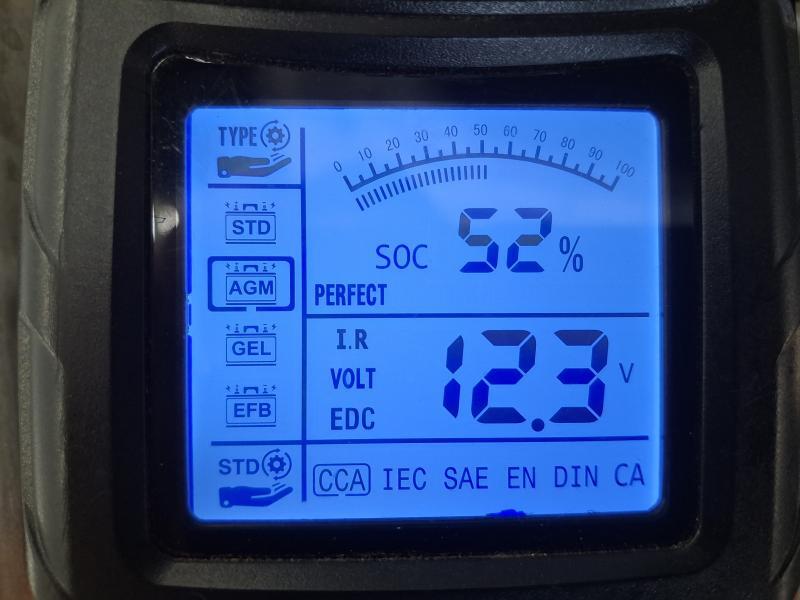 TYPE
0 10 20 30 40 50 60 70 80 90 100
STD
SOC 52 %
AGM
PERFECT
GEL
I.R
VOLT 12.3 V
EFB
EDC
STD
CCA IEC SAE EN DIN CA